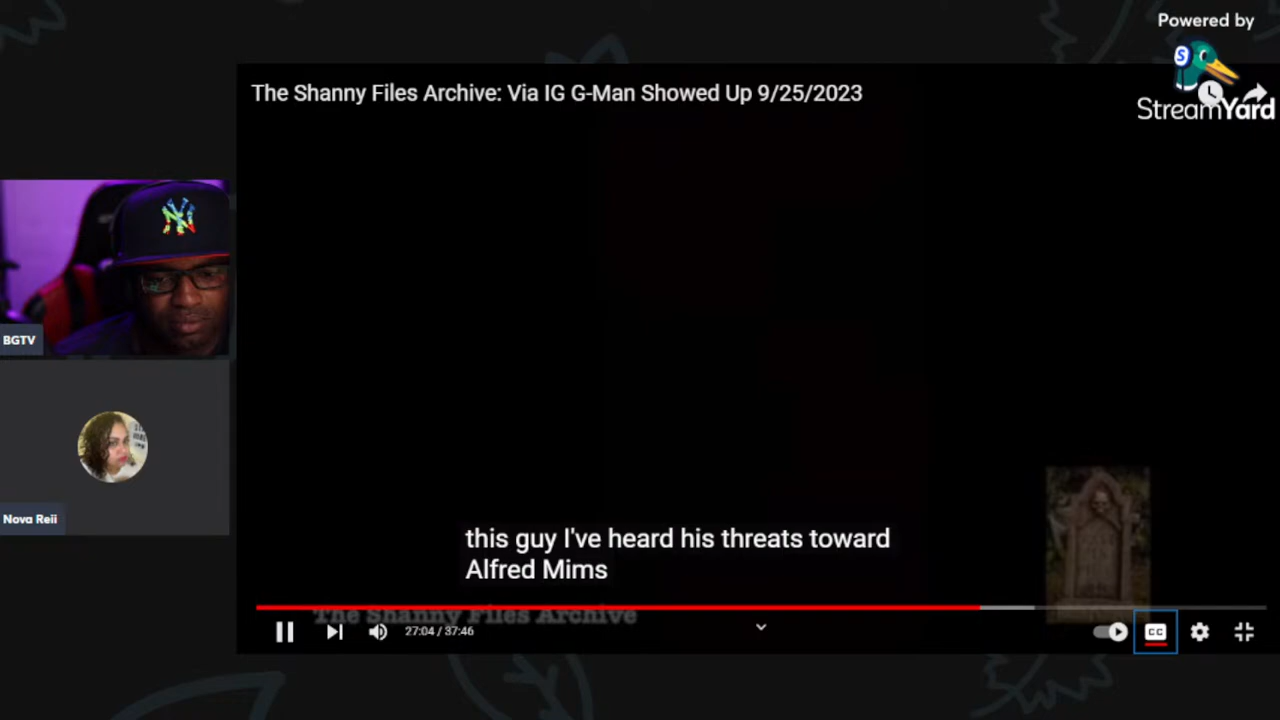 Powered by
StreamYard
The Shanny Files Archive: Via IG G-Man Showed Up 9/25/2023
BGTV
Nova Reii
this guy I've heard his threats toward
Alfred Mims
The Shanny Files Archive
27:04 / 37:46
CC